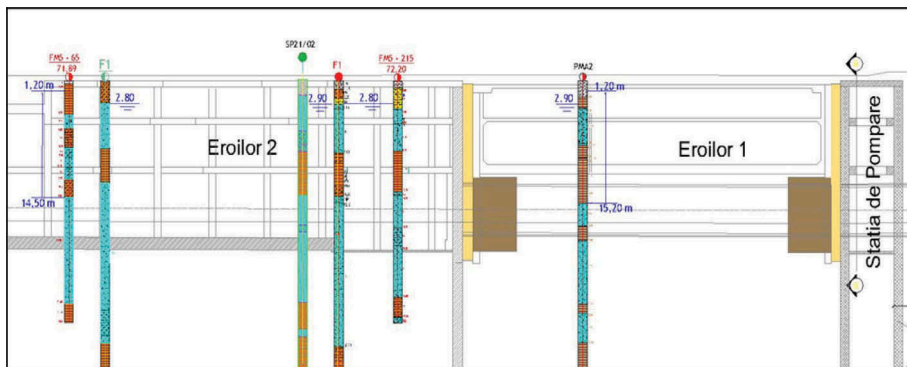 SP21/02
FMS - 65
71,89
F1
F1
FMS - 215
72,20
PMA2
1,20 m
2.80
2.90
2.80
2.90
1,20 m
Eroilor 2
Eroilor 1
Statia de Pompare
14,50 m
15,20 m